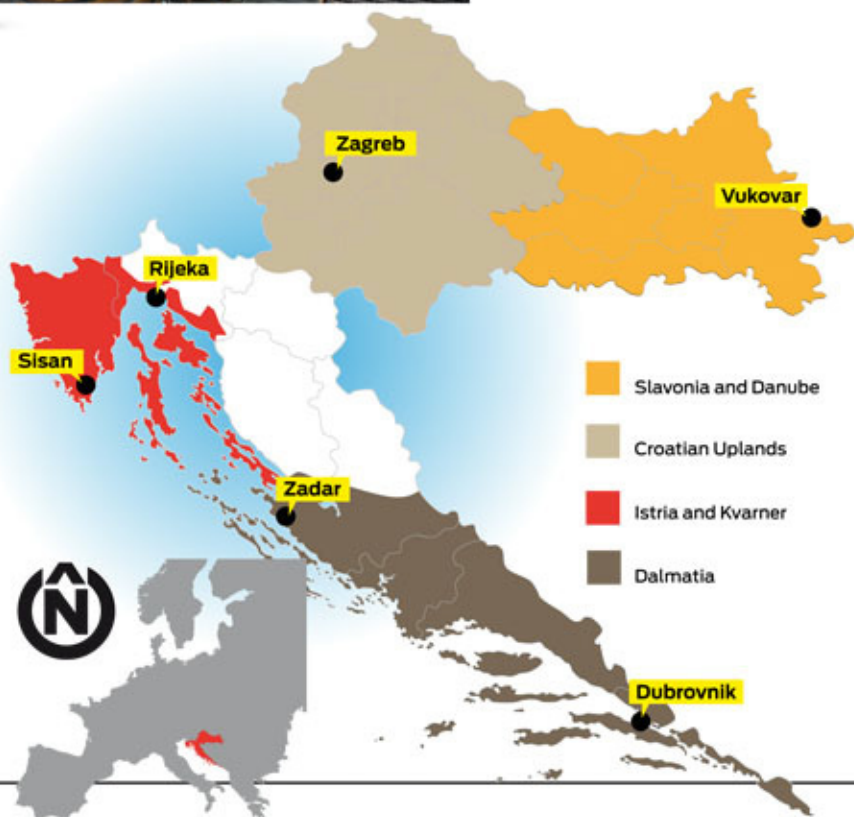 Zagreb
Vukovar
Rijeka
Sisan
Slavonia and Danube
Croatian Uplands
Zadar
Istria and Kvarner
Dalmatia
N
Dubrovnik